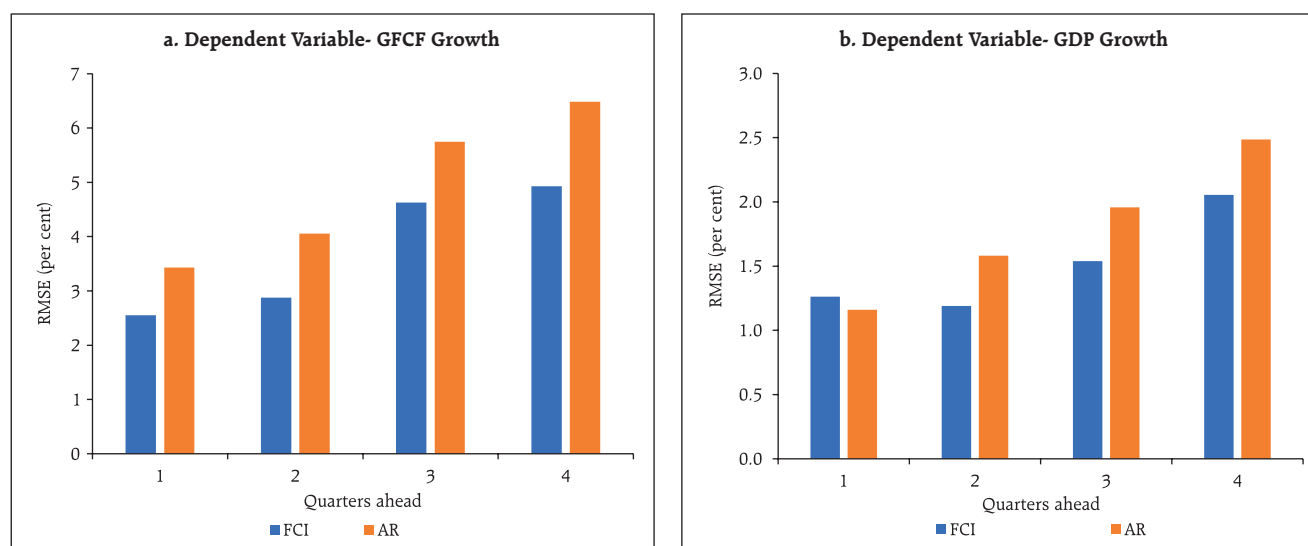 a. Dependent Variable- GFCF Growth
7
6
5
4
3
2
1
0
RMSE (per cent)
1 2 3 4
Quarters ahead
FCI AR
b. Dependent Variable- GDP Growth
3.0
2.5
2.0
1.5
1.0
0.5
0.0
RMSE (per cent)
1 2 3 4
Quarters ahead
FCI AR